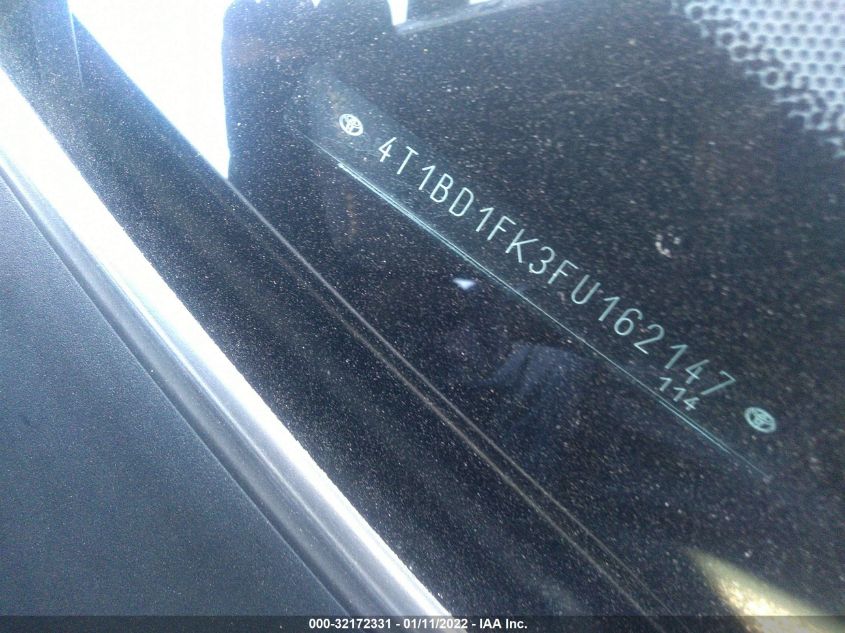 4T1BD1FK3FU162147
114
000-32172331 - 01/11/2022 - IAA Inc.